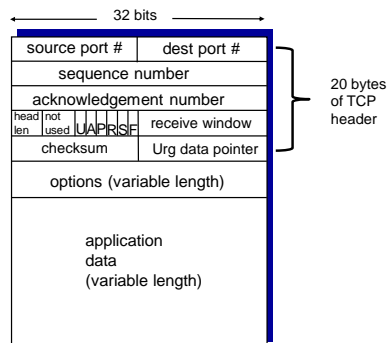 32 bits
source port #
dest port #
sequence number
acknowledgement number
head len
not used
U A P R S F
receive window
checksum
Urg data pointer
options (variable length)
application
data
(variable length)
20 bytes
of TCP
header